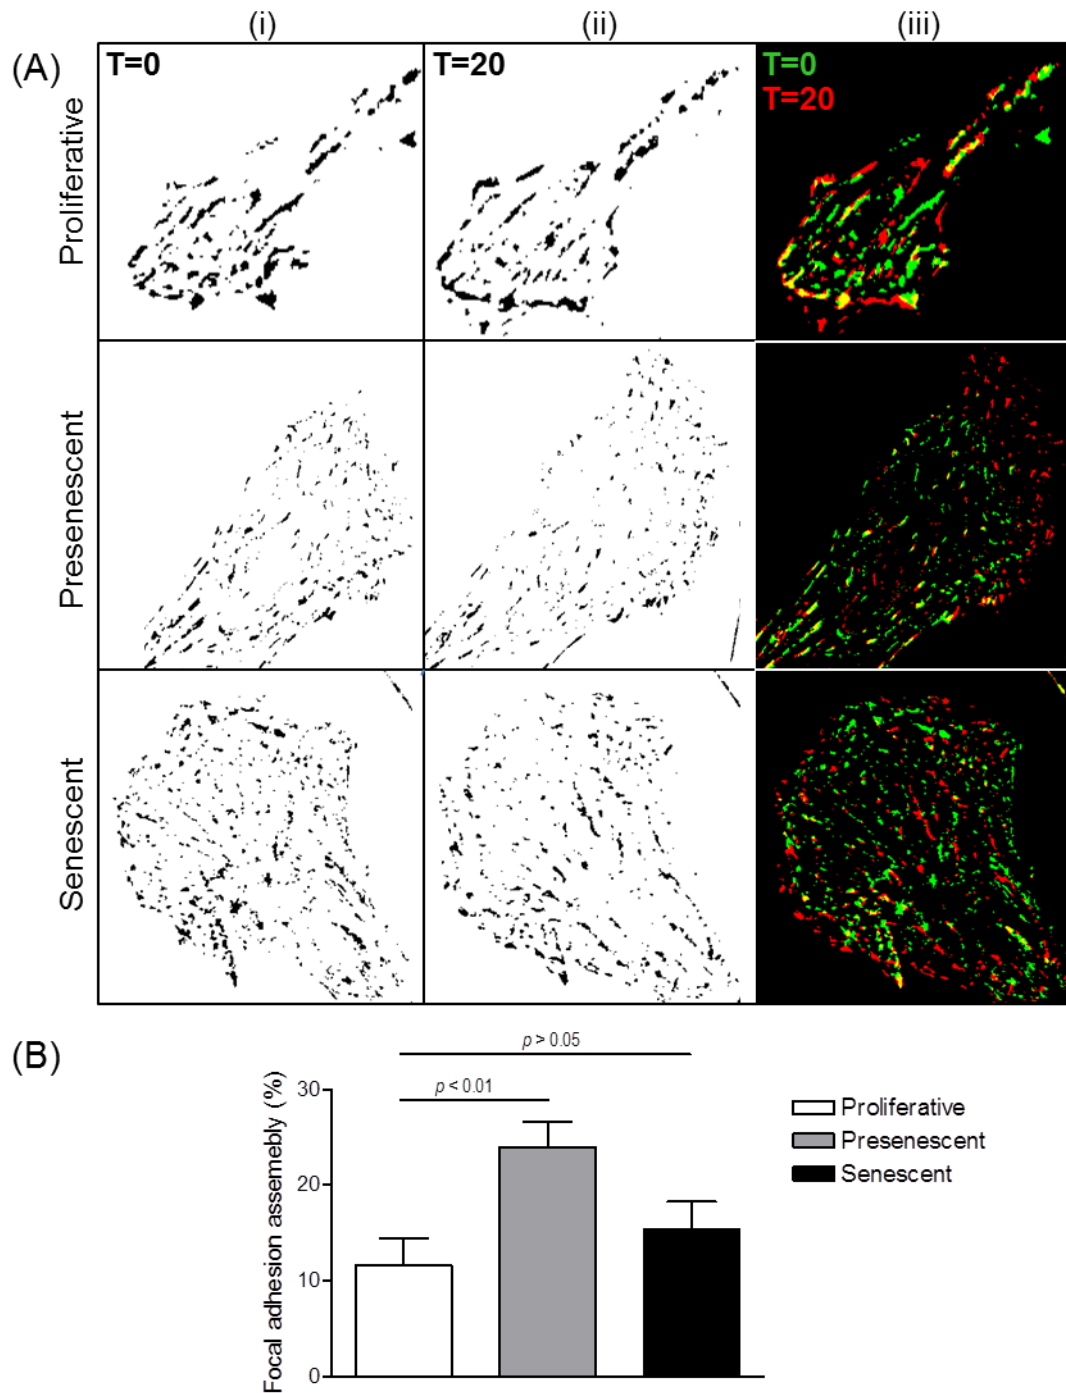 (i) (ii) (iii)
(A)
T=0 T=20 T=0
T=20
Proliferative
Presenescent
Senescent
(B)
p > 0.05
p < 0.01
30
20
10
0
Focal adhesion assemebly (%)
Proliferative
Presenescent
Senescent